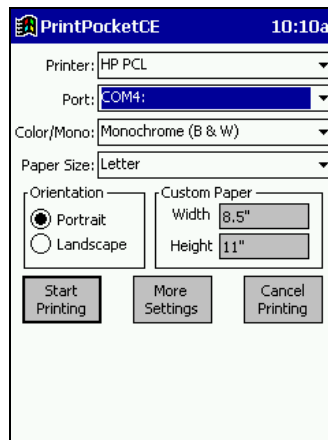 PrintPocketCE 10:10a
Printer: HP PCL
Port: COM4:
Color/Mono: Monochrome (B & W)
Paper Size: Letter
Orientation Custom Paper
Portrait Width 8.5"
Landscape Height 11"
Start More Cancel
Printing Settings Printing